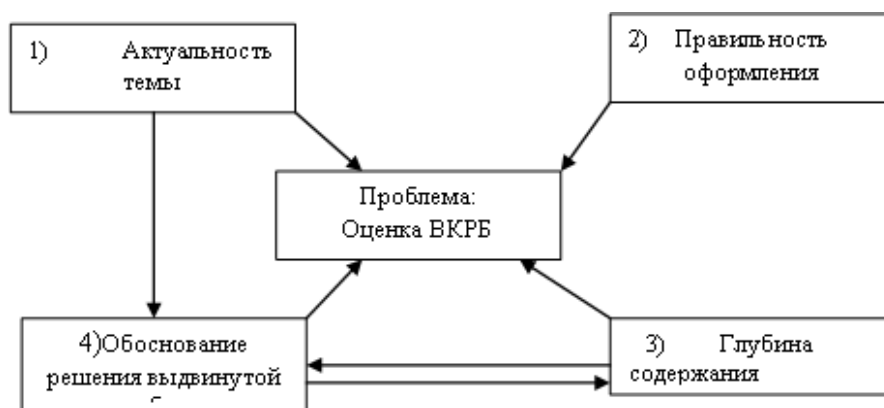 1) Актуальность
темы
2) Правильность
оформления
Проблема:
Оценка ВКРБ
4)Обоснование
решения выдвинутой
3) Глубина
содержания